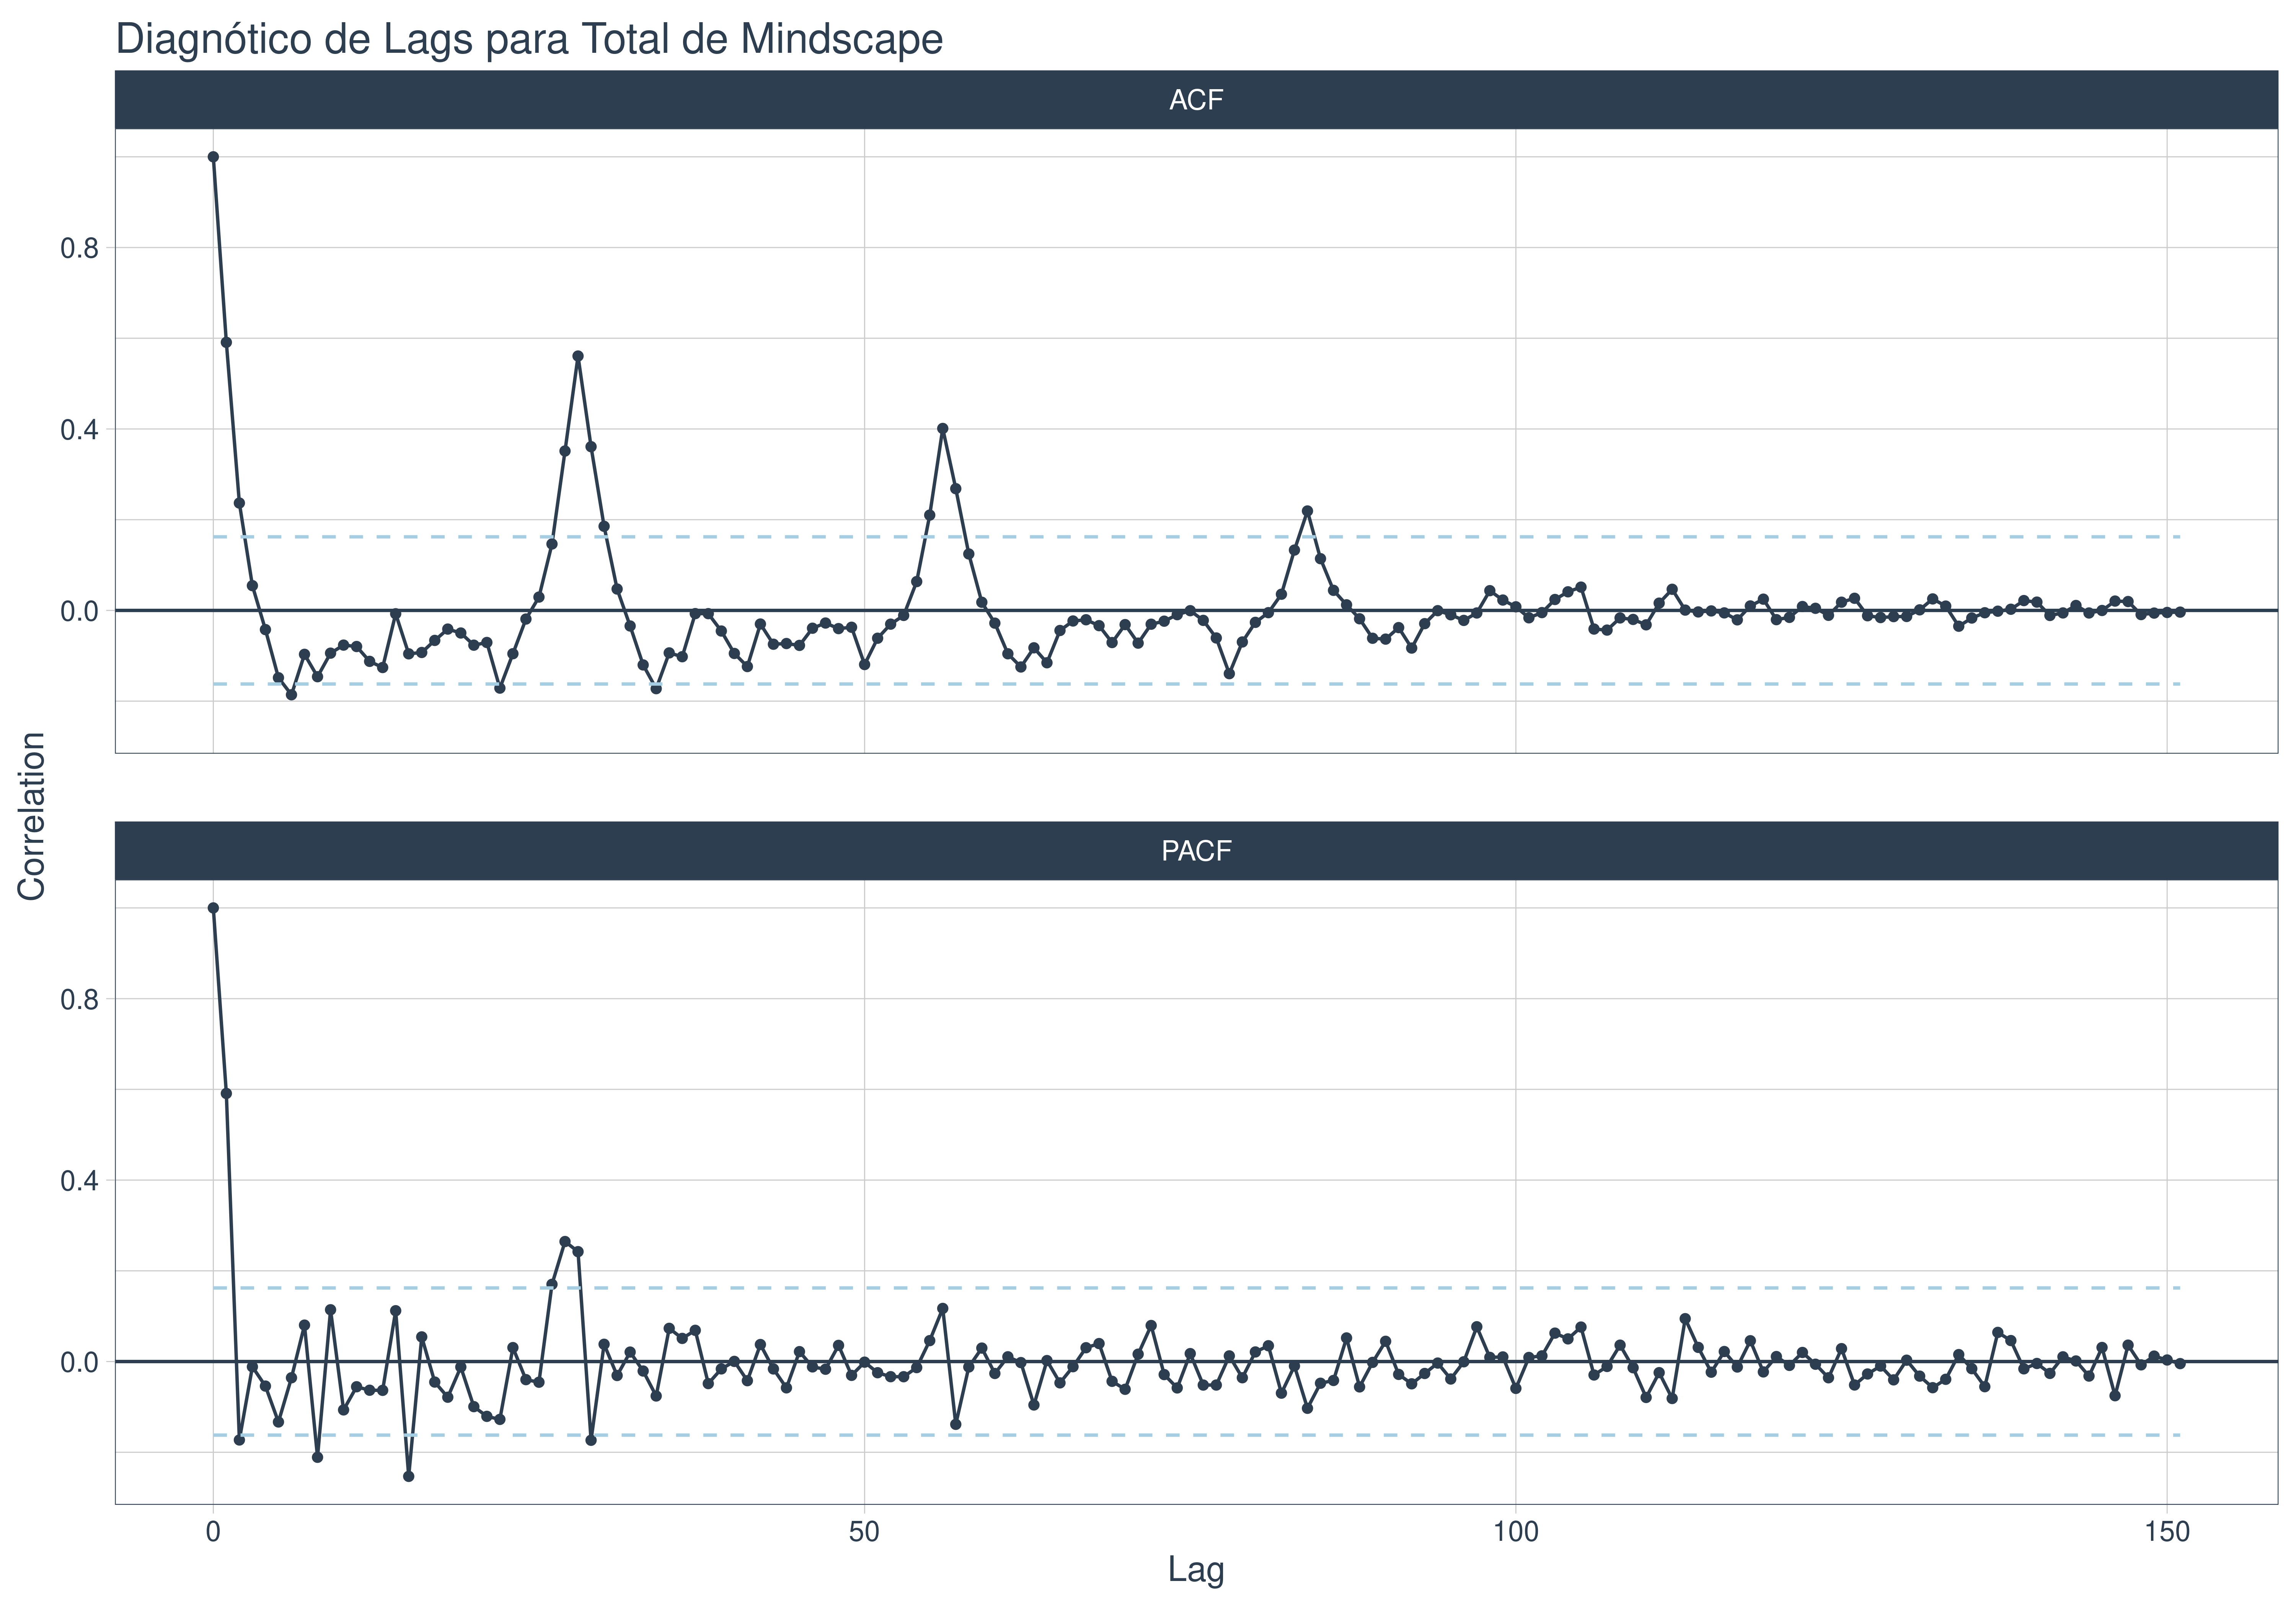 Diagnótico de Lags para Total de Mindscape
ACF
0.8
0.4
0.0
Correlation
PACF
0.8
0.4
0.0
0 50 100 150
Lag